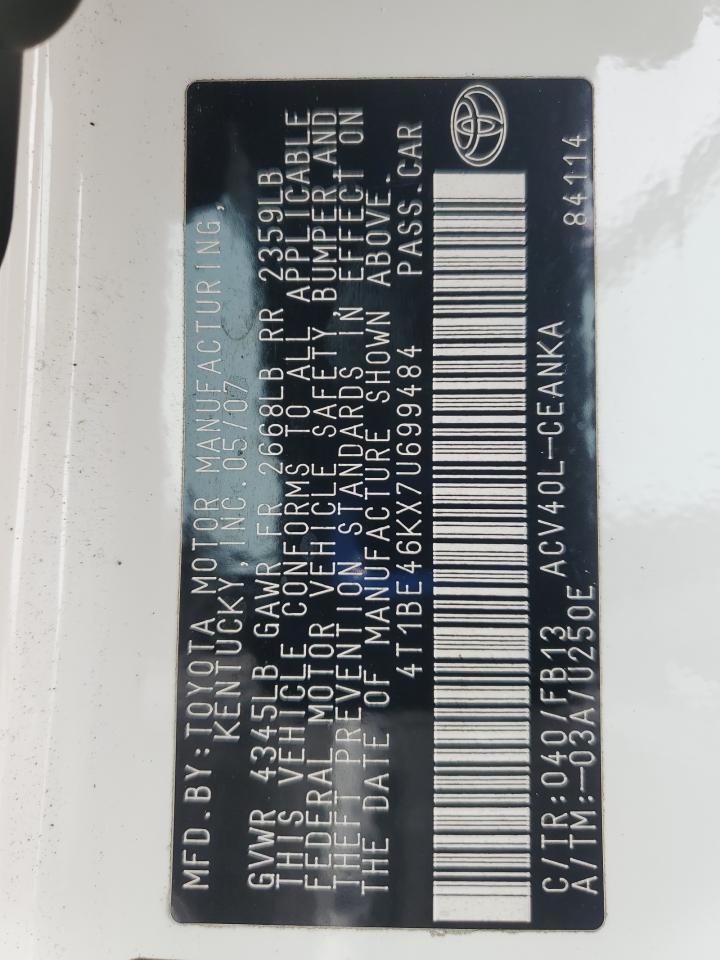 MFD.BY:TOYOTA MOTOR MANUFACTURING,
KENTUCKY,INC.05/07
GVWR 4345LB GAWR FR 2668LB RR 2359LB
THIS VEHICLE CONFORMS TO ALL APPLICABLE
FEDERAL MOTOR VEHICLE SAFETY, BUMPER AND
THEFT PREVENTION STANDARDS IN EFFECT ON
THE DATE OF MANUFACTURE SHOWN ABOVE.
4T1BE46KX7U699484 PASS.CAR
C/TR:040/FB13 ACV40L-CEANKA 84114
A/TM:-03A/U250E